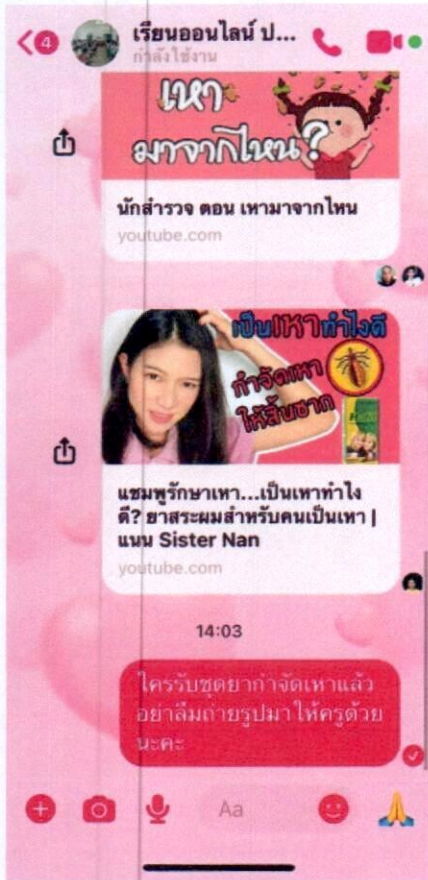 4
เรียนออนไลน์ ป...
กำลังใช้งาน
เหา
มาจากไหน?
นักสำรวจ ตอน เหามาจากไหน
youtube.com
เป็นเหาทำไงดี
กำจัดเหา
ให้สิ้นซาก
แชมพูรักษาเหา...เป็นเหาทำไง
ดี? ยาสระผมสำหรับคนเป็นเหา |
แนน Sister Nan
youtube.com
14:03
ใครรับชุดยากำจัดเหาแล้ว
อย่าลืมถ่ายรูปมาให้ครูด้วย
นะคะ
Aa